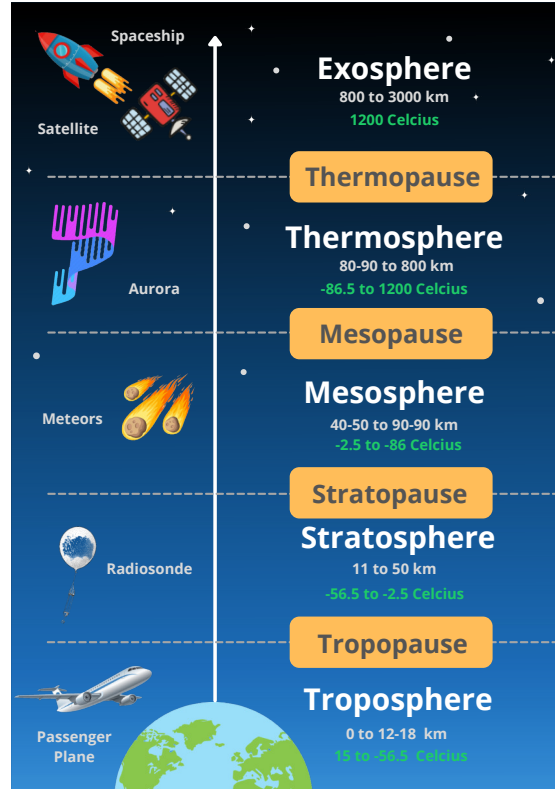 Spaceship
Exosphere
800 to 3000 km
1200 Celcius
Satellite
Thermopause
Thermosphere
80-90 to 800 km
-86.5 to 1200 Celcius
Aurora
Mesopause
Mesosphere
40-50 to 90-90 km
-2.5 to -86 Celcius
Meteors
Stratopause
Stratosphere
11 to 50 km
-56.5 to -2.5 Celcius
Radiosonde
Tropopause
Troposphere
0 to 12-18 km
15 to -56.5 Celcius
Passenger
Plane